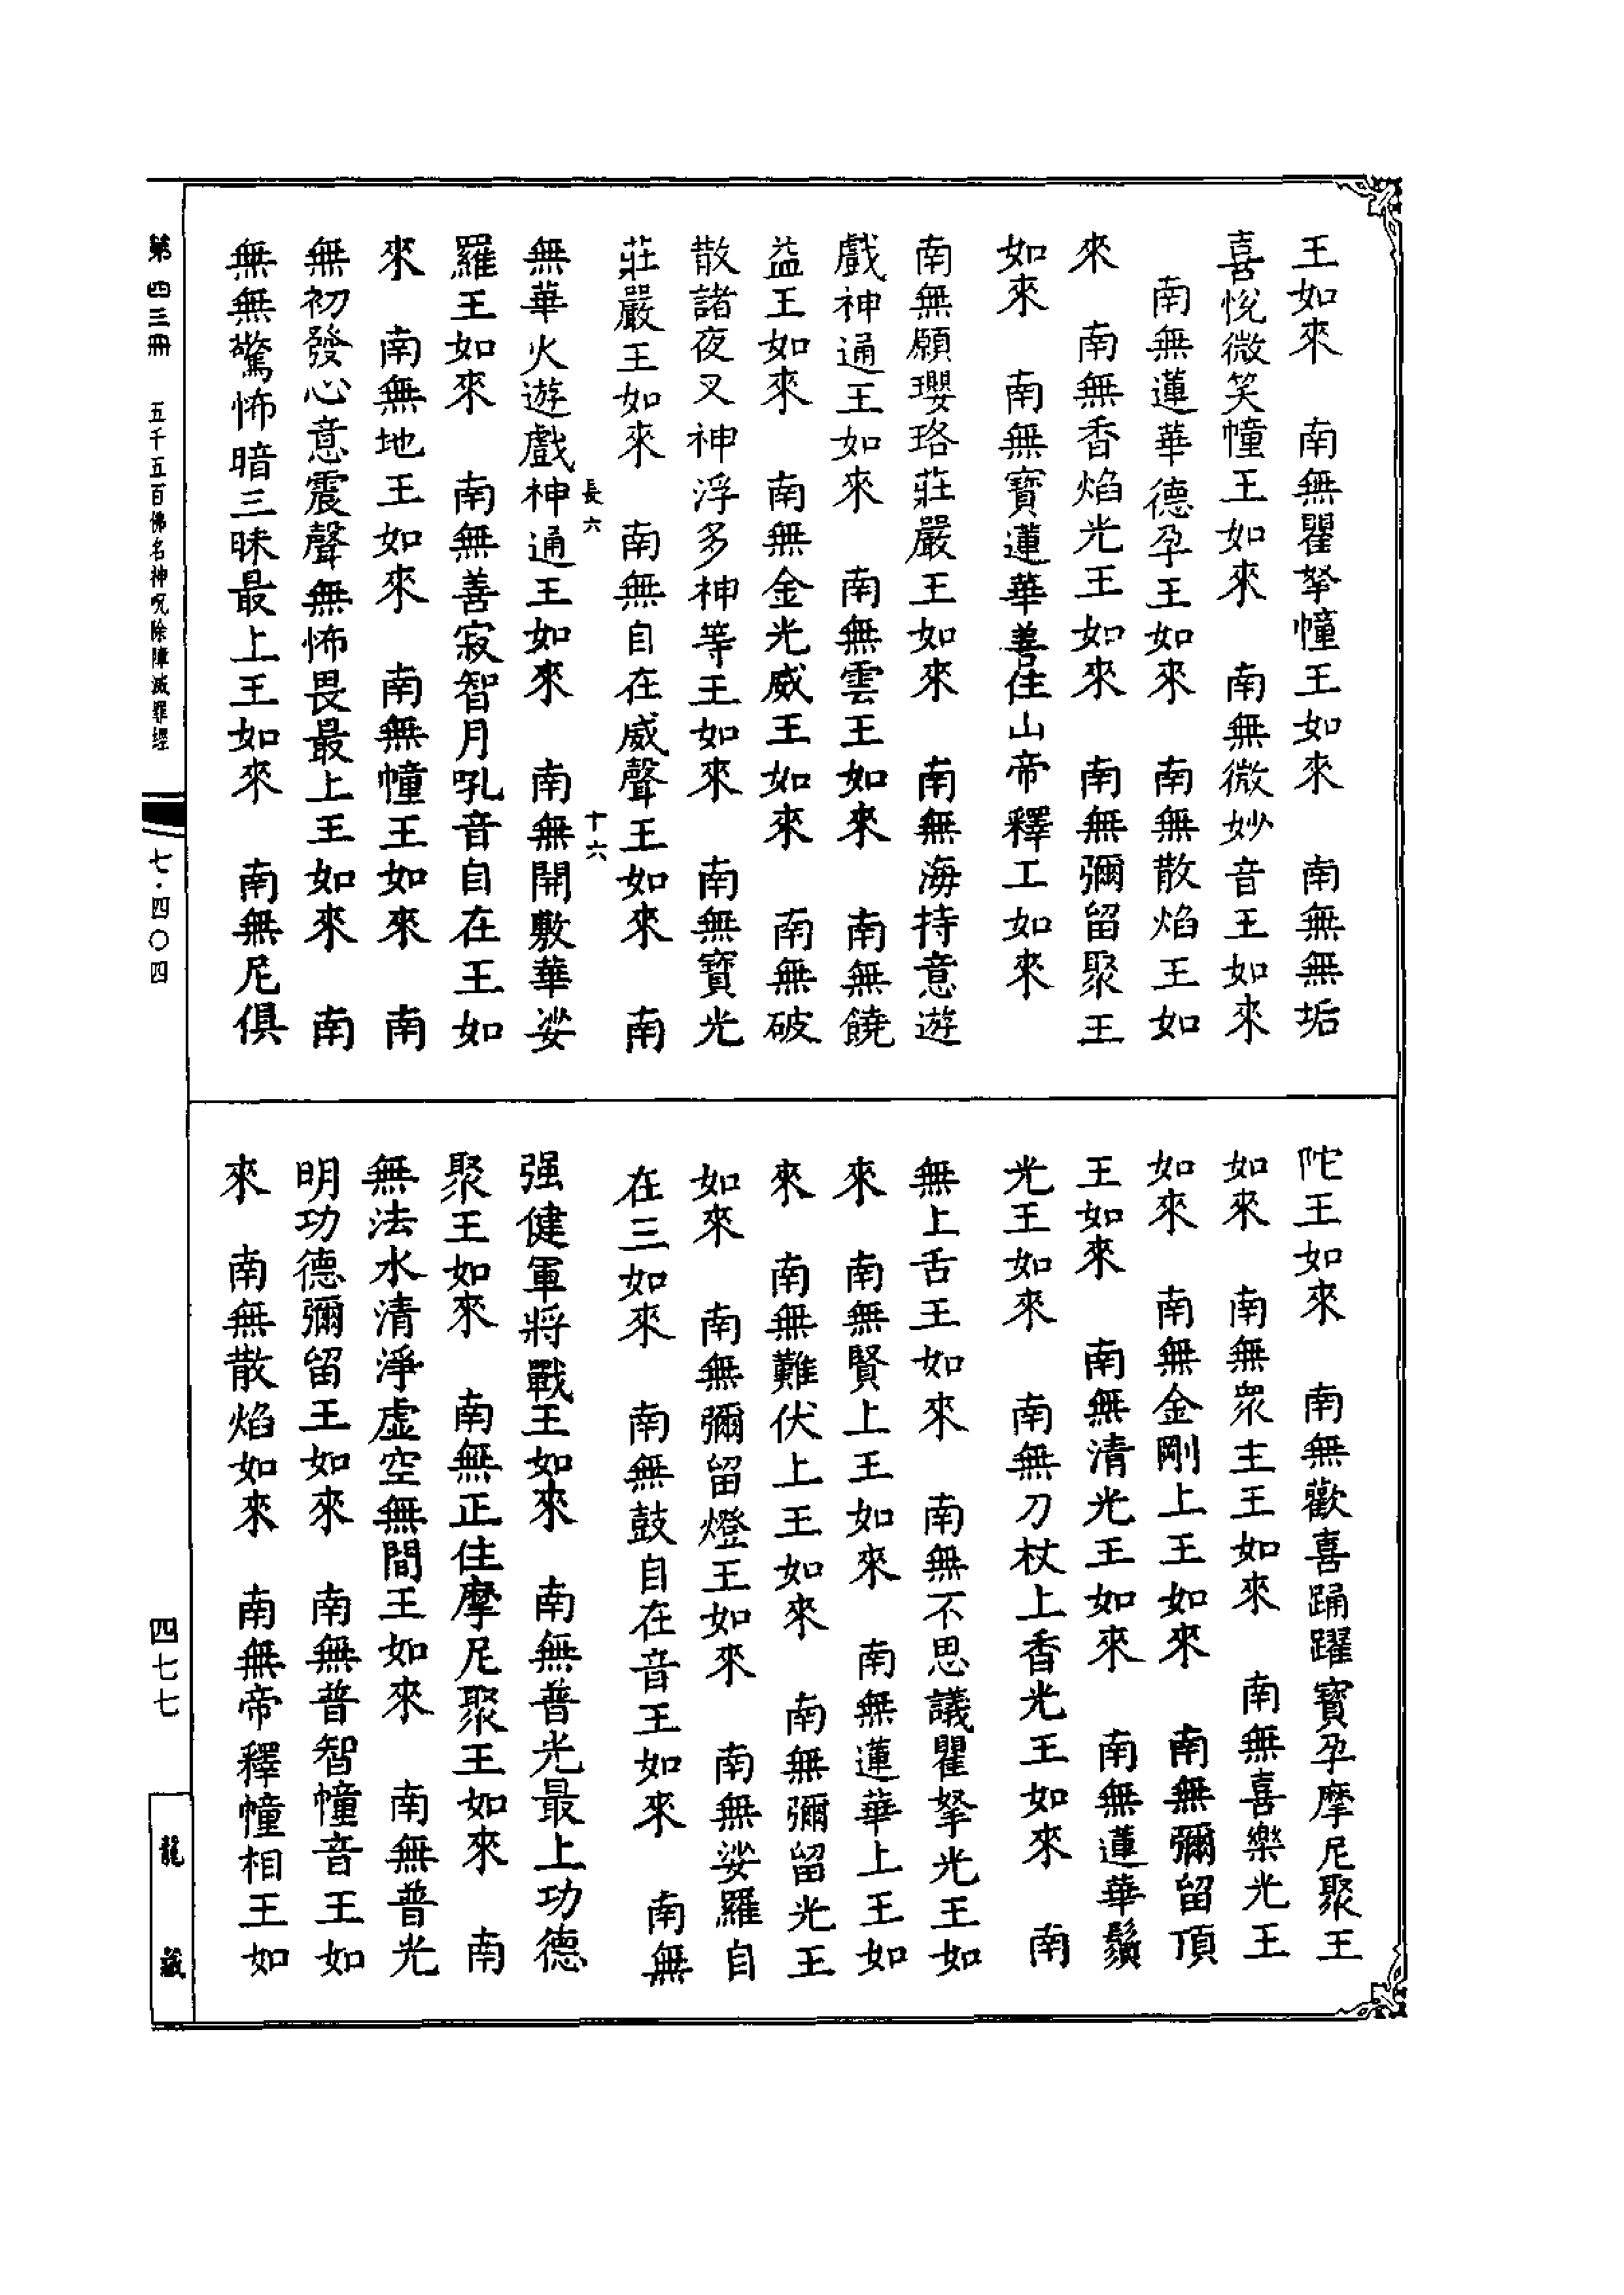 王如來　南無瞿拏幢王如來　南無無垢
喜悅微笑幢王如來　南無微妙音王如來
南無蓮華德孕王如來　南無散焰王如
來　南無香焰光王如來　南無彌留聚王
如來　南無寶蓮華善住山帝釋工如來
南無願瓔珞莊嚴王如來　南無海持意遊
戲神通王如來　南無雲王如來　南無饒
益王如來　南無金光威王如來　南無破
散諸夜叉神浮多神等王如來　南無寶光
莊嚴王如來　南無自在威聲王如來　南
長六　十六
無華火遊戲神通王如來　南無開敷華娑
羅王如來　南無善寂智月吼音自在王如
來　南無地王如來　南無幢王如來　南
無初發心意震聲無怖畏最上王如來　南
無無驚怖暗三昧最上王如來　南無尼俱
陀王如來　南無歡喜踊躍寶孕摩尼聚王
如來　南無眾主王如來　南無喜樂光王
如來　南無金剛上王如來　南無彌留頂
王如來　南無清光王如來　南無蓮華鬚
光王如來　南無刀杖上香光王如來　南
無上舌王如來　南無不思議瞿拏光王如
來　南無賢上王如來　南無蓮華上王如
來　南無難伏上王如來　南無彌留光王
如來　南無彌留燈王如來　南無娑羅自
在三如來　南無鼓自在音王如來　南無
强健軍將戰王如來　南無普光最上功德
聚王如來　南無正住摩尼聚王如來　南
無法水清淨虛空無間王如來　南無普光
明功德彌留王如來　南無普智幢音王如
來　南無散焰如來　南無帝釋幢相王如
第四三冊　五千五百佛名神呪除障滅罪經
七·四〇四
四七七
龍藏